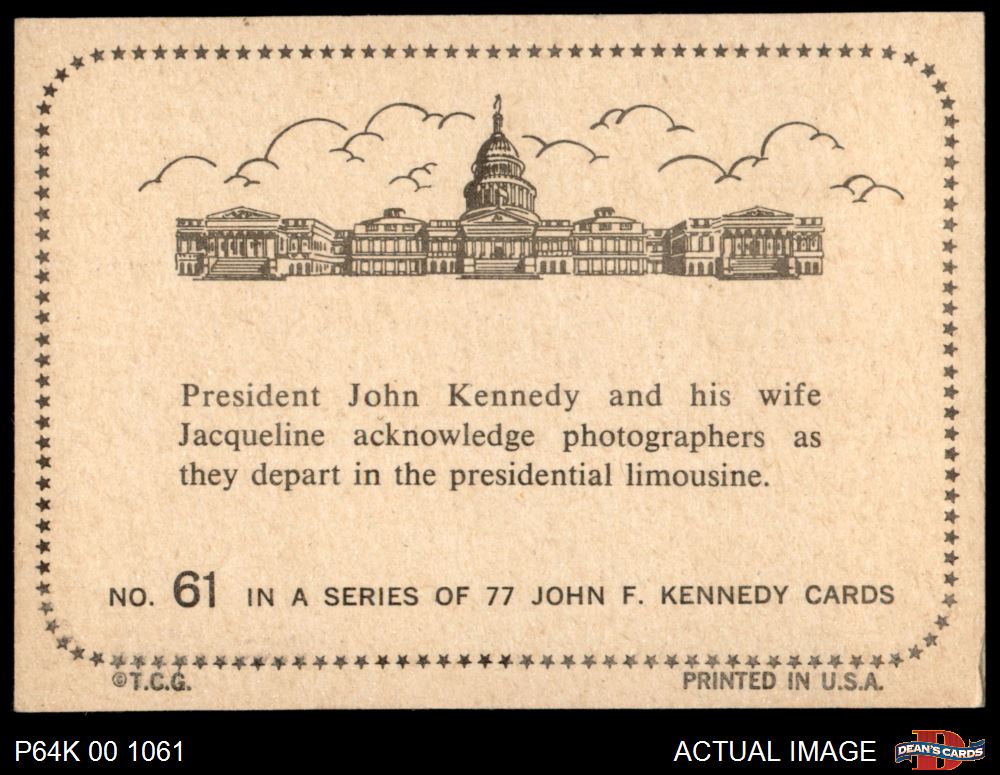 President John Kennedy and his wife
Jacqueline acknowledge photographers as
they depart in the presidential limousine.
NO. 61 IN A SERIES OF 77 JOHN F. KENNEDY CARDS
©T.C.G.
PRINTED IN U.S.A.
P64K 00 1061
ACTUAL IMAGE
D
DEAN'S CARDS